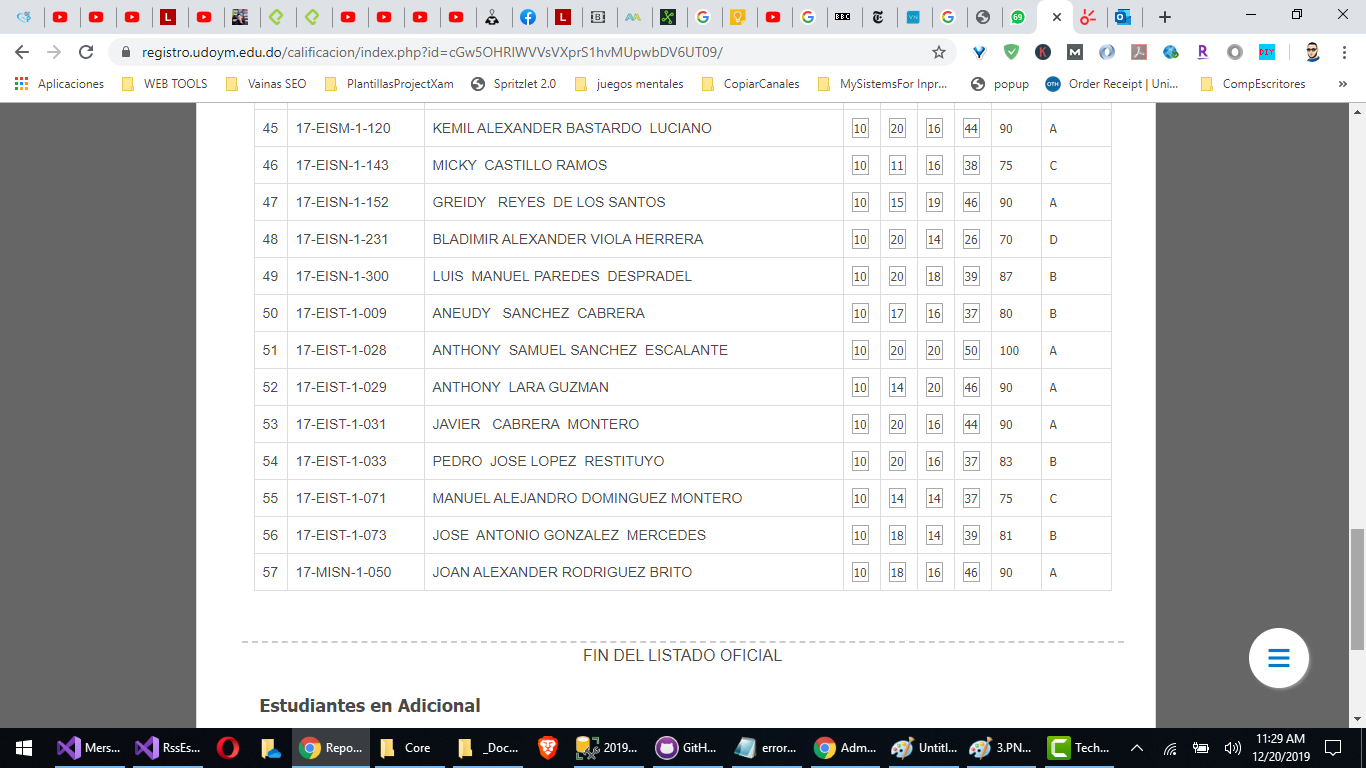 registro.udoym.edu.do/calificacion/index.php?id=cGw5OHRIWVVsVXprS1hvMUpwbDV6UT09/
Aplicaciones WEB TOOLS Vainas SEO PlantillasProjectXam Spritzlet 2.0 juegos mentales CopiarCanales MySistemsFor Inpr... popup Order Receipt | Uni... CompEscritores »
45 17-EISM-1-120 KEMIL ALEXANDER BASTARDO LUCIANO 10 20 16 44 90 A
46 17-EISN-1-143 MICKY CASTILLO RAMOS 10 11 16 38 75 C
47 17-EISN-1-152 GREIDY REYES DE LOS SANTOS 10 15 19 46 90 A
48 17-EISN-1-231 BLADIMIR ALEXANDER VIOLA HERRERA 10 20 14 26 70 D
49 17-EISN-1-300 LUIS MANUEL PAREDES DESPRADEL 10 20 18 39 87 B
50 17-EIST-1-009 ANEUDY SANCHEZ CABRERA 10 17 16 37 80 B
51 17-EIST-1-028 ANTHONY SAMUEL SANCHEZ ESCALANTE 10 20 20 50 100 A
52 17-EIST-1-029 ANTHONY LARA GUZMAN 10 14 20 46 90 A
53 17-EIST-1-031 JAVIER CABRERA MONTERO 10 20 16 44 90 A
54 17-EIST-1-033 PEDRO JOSE LOPEZ RESTITUYO 10 20 16 37 83 B
55 17-EIST-1-071 MANUEL ALEJANDRO DOMINGUEZ MONTERO 10 14 14 37 75 C
56 17-EIST-1-073 JOSE ANTONIO GONZALEZ MERCEDES 10 18 14 39 81 B
57 17-MISN-1-050 JOAN ALEXANDER RODRIGUEZ BRITO 10 18 16 46 90 A
FIN DEL LISTADO OFICIAL
Estudiantes en Adicional
Mers... RssEs... Repo... Core _Doc... 2019... GitH... error... Adm... Untitl... 3.PN... Tech... 11:29 AM
12/20/2019